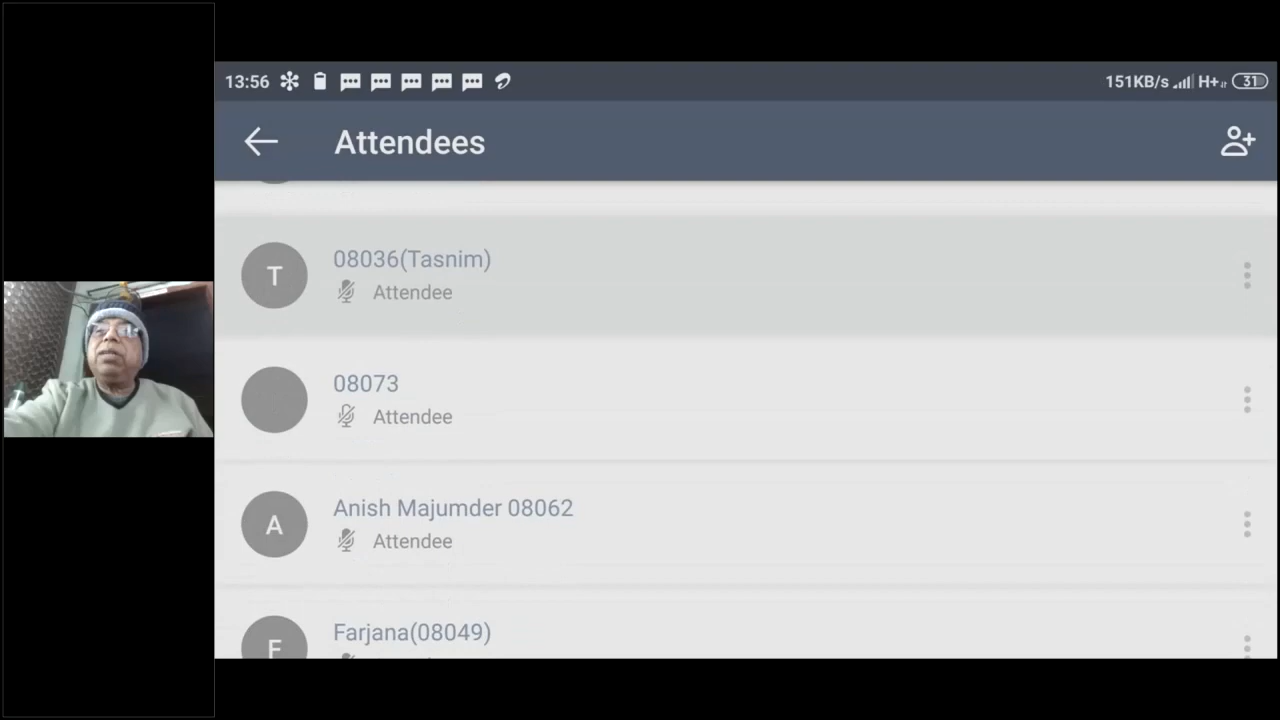 13:56 151KB/s H+ 31
Attendees
T 08036(Tasnim)
Attendee
08073
Attendee
A Anish Majumder 08062
Attendee
F Farjana(08049)